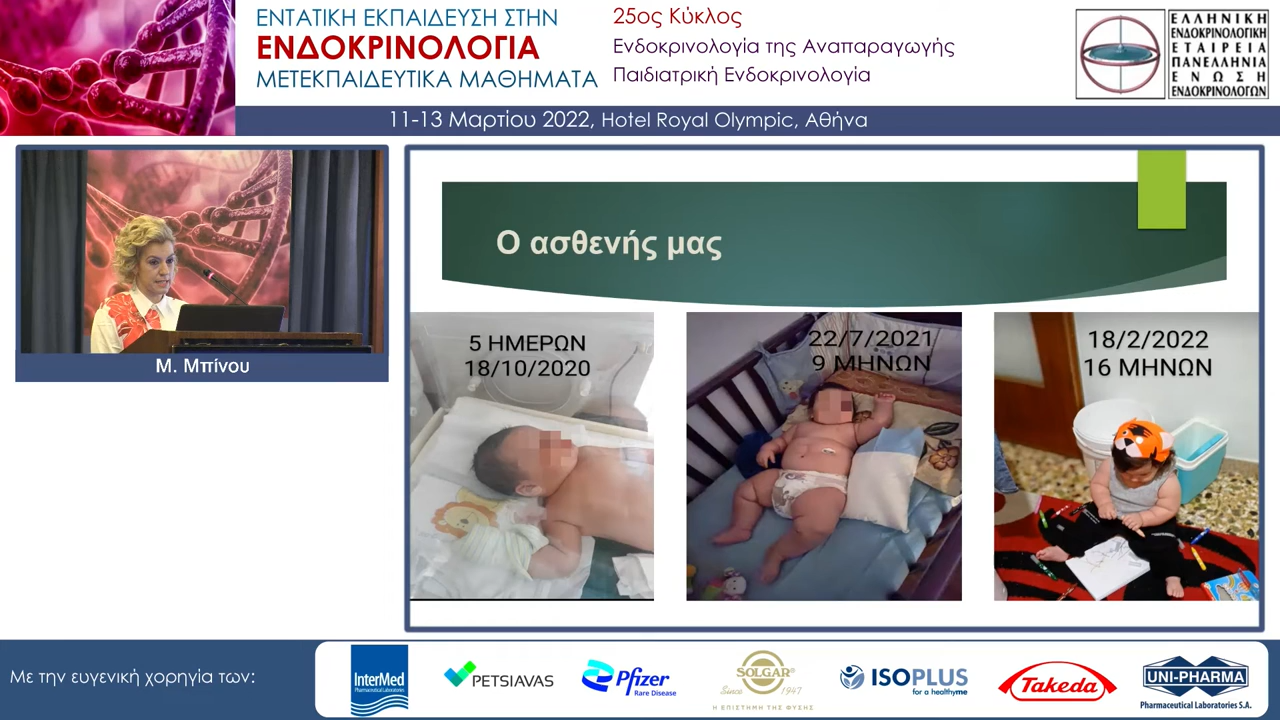 ΕΝΤΑΤΙΚΗ ΕΚΠΑΙΔΕΥΣΗ ΣΤΗΝ
ΕΝΔΟΚΡΙΝΟΛΟΓΙΑ
ΜΕΤΕΚΠΑΙΔΕΥΤΙΚΑ ΜΑΘΗΜΑΤΑ
25ος Κύκλος
Ενδοκρινολογία της Αναπαραγωγής
Παιδιατρική Ενδοκρινολογία
ΕΛΛΗΝΙΚΗ
ΕΝΔΟΚΡΙΝΟΛΟΓΙΚΗ
ΕΤΑΙΡΕΙΑ
ΠΑΝΕΛΛΗΝΙΑ
ΕΝΩΣΗ
ΕΝΔΟΚΡΙΝΟΛΟΓΩΝ
11-13 Μαρτίου 2022, Hotel Royal Olympic, Αθήνα
Μ. Μπίνου
Ο ασθενής μας
5 ΗΜΕΡΩΝ
18/10/2020
22/7/2021
9 ΜΗΝΩΝ
18/2/2022
16 ΜΗΝΩΝ
Με την ευγενική χορηγία των:
InterMed
Pharmaceutical Laboratories
PETSIAVAS
Pfizer
Rare Disease
SOLGAR®
Since 1947
Η ΕΠΙΣΤΗΜΗ ΤΗΣ ΦΥΣΗΣ
ISOPLUS
for a healthyme
Takeda
UNI-PHARMA
Pharmaceutical Laboratories S.A.